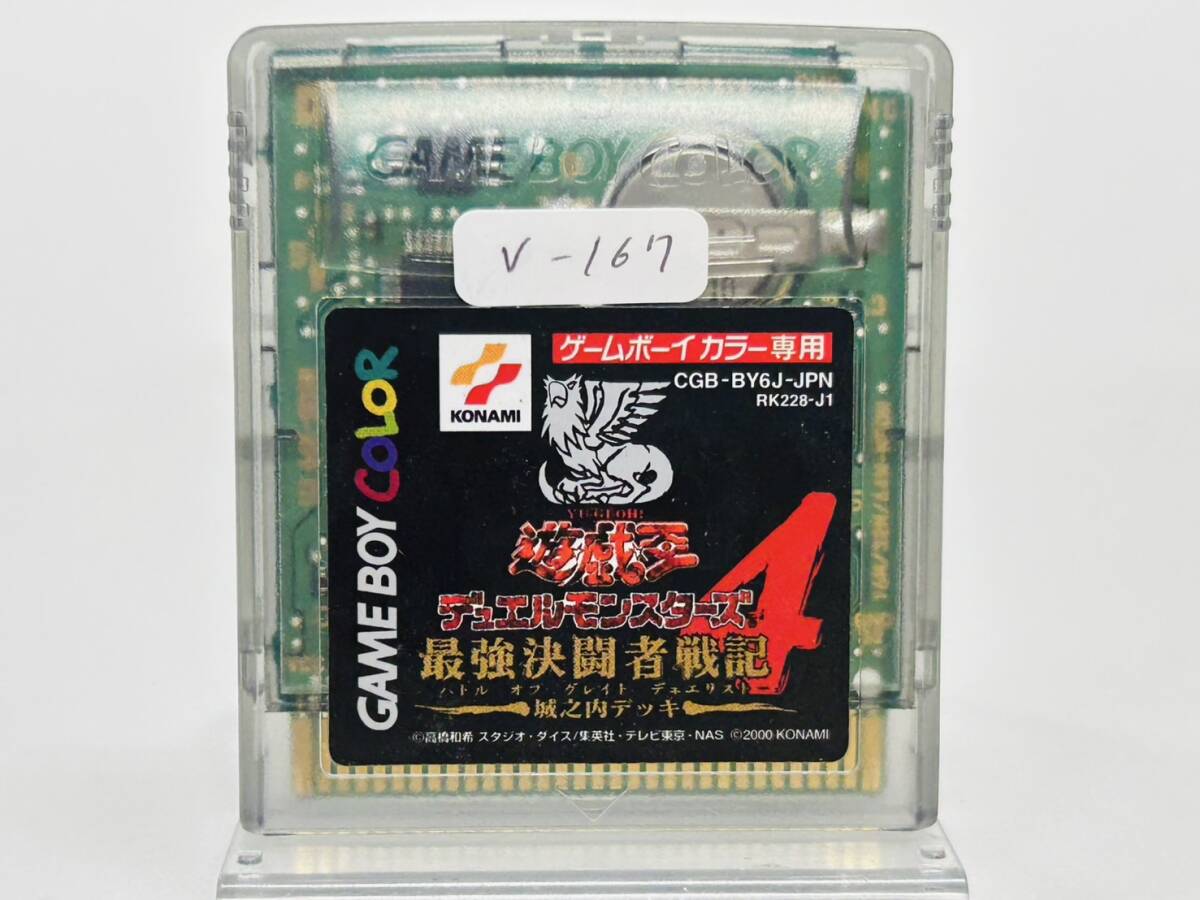 GAME BOY COLOR
V-167
KONAMI
ゲームボーイカラー専用
CGB-BY6J-JPN
RK228-J1
GAME BOY COLOR
YU-GI-OH!
遊戯王
デュエルモンスターズ
4
最強決闘者戦記
バトル オブ グレイト デュエリスト
城之内デッキ
©高橋和希 スタジオ・ダイス/集英社・テレビ東京・NAS ©2000 KONAMI